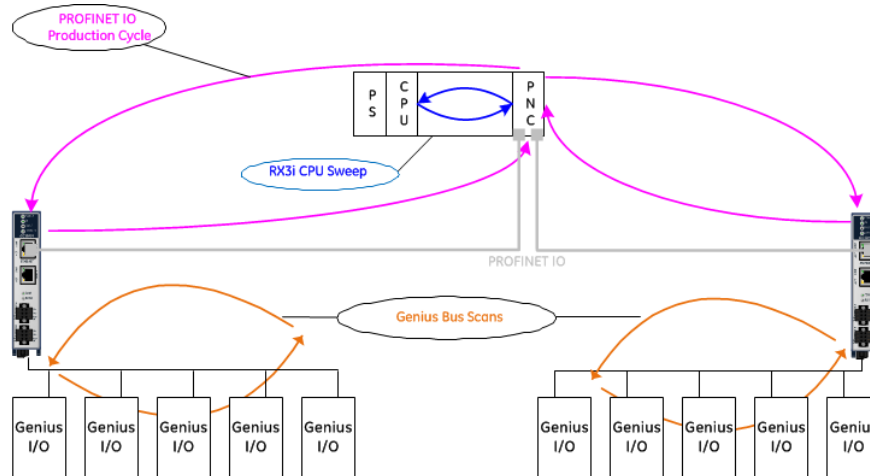 PROFINET IO
Production Cycle
P
S
C
P
U
P
N
C
RX3i CPU Sweep
PROFINET IO
Genius Bus Scans
Genius
I/O
Genius
I/O
Genius
I/O
Genius
I/O
Genius
I/O
Genius
I/O
Genius
I/O
Genius
I/O
Genius
I/O
Genius
I/O